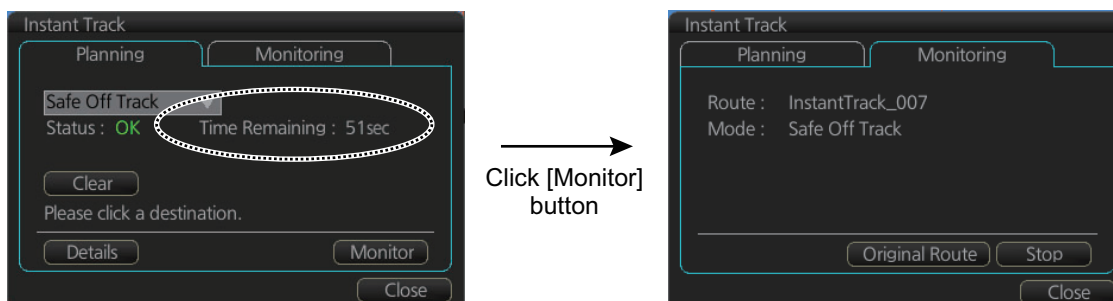 Instant Track
Planning
Monitoring
Safe Off Track
Status : OK
Time Remaining : 51sec
Clear
Please click a destination.
Details
Monitor
Close
Click [Monitor]
button
Instant Track
Planning
Monitoring
Route : InstantTrack_007
Mode : Safe Off Track
Original Route
Stop
Close